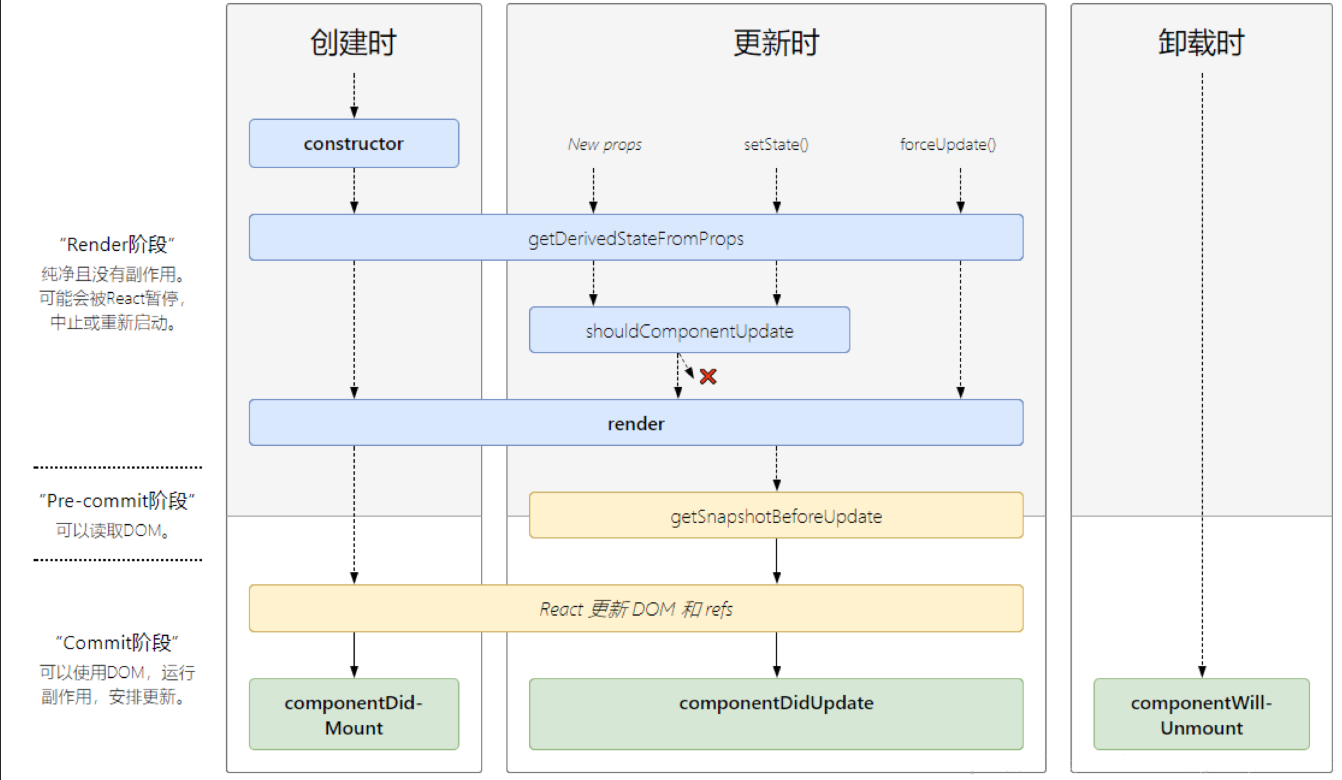 创建时
更新时
卸载时
constructor
New props
setState()
forceUpdate()
“Render阶段”
纯净且没有副作用。
可能会被React暂停，
中止或重新启动。
getDerivedStateFromProps
shouldComponentUpdate
render
“Pre-commit阶段”
可以读取DOM。
getSnapshotBeforeUpdate
React 更新 DOM 和 refs
“Commit阶段”
可以使用DOM，运行
副作用，安排更新。
componentDid-
Mount
componentDidUpdate
componentWill-
Unmount